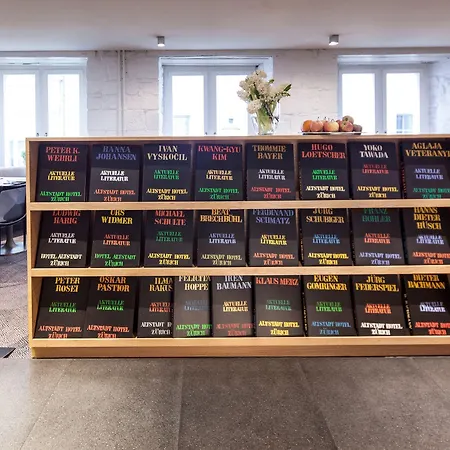 PETER K.
WEHRLI
AKTUELLE
LITERATUR
ALTSTADT HOTEL
ZÜRICH
HANNA
JOHANSEN
AKTUELLE
LITERATUR
ALTSTADT HOTEL
ZÜRICH
IVAN
VYSKOČIL
AKTUELLE
LITERATUR
ALTSTADT HOTEL
ZÜRICH
KWANG-KYU
KIM
AKTUELLE
LITERATUR
ALTSTADT HOTEL
ZÜRICH
THOMMIE
BAYER
AKTUELLE
LITERATUR
ALTSTADT HOTEL
ZÜRICH
HUGO
LOETSCHER
AKTUELLE
LITERATUR
ALTSTADT HOTEL
ZÜRICH
YOKO
TAWADA
AKTUELLE
LITERATUR
ALTSTADT HOTEL
ZÜRICH
AGLAJA
VETERANYI
AKTUELLE
LITERATUR
ALTSTADT HOTEL
ZÜRICH
LUDWIG
HARIG
AKTUELLE
LITERATUR
HOTEL ALTSTADT
ZÜRICH
URS
WIDMER
AKTUELLE
LITERATUR
HOTEL ALTSTADT
ZÜRICH
MICHAEL
AKTUELLE
LITERATUR
ALTSTADT HOTEL
ZÜRICH
BEAT
BRECHBÜHL
AKTUELLE
LITERATUR
ALTSTADT HOTEL
ZÜRICH
FERDINAND
SCHMATZ
AKTUELLE
LITERATUR
ALTSTADT HOTEL
ZÜRICH
JÜRG
SCHUBIGER
AKTUELLE
LITERATUR
ALTSTADT HOTEL
ZÜRICH
FRANZ
HOHLER
AKTUELLE
LITERATUR
ALTSTADT HOTEL
ZÜRICH
HANNS
DIETER
HÜSCH
AKTUELLE
LITERATUR
ALTSTADT HOTEL
ZÜRICH
PETER
ROSEI
AKTUELLE
LITERATUR
ALTSTADT HOTEL
ZÜRICH
OSKAR
PASTIOR
AKTUELLE
LITERATUR
ALTSTADT HOTEL
ZÜRICH
ILMA
RAKUS
AKTUELLE
LITERATUR
ALTSTADT HOTEL
ZÜRICH
FELICITAS
HOPPE
AKTUELLE
LITERATUR
ALTSTADT HOTEL
ZÜRICH
BAUMANN
AKTUELLE
LITERATUR
ALTSTADT HOTEL
ZÜRICH
KLAUS MERZ
AKTUELLE
LITERATUR
ALTSTADT HOTEL
ZÜRICH
EUGEN
GOMRINGER
AKTUELLE
LITERATUR
ALTSTADT HOTEL
ZÜRICH
JÜRG
FEDERSPIEL
AKTUELLE
LITERATUR
ALTSTADT HOTEL
ZÜRICH
DIETER
BACHMANN
AKTUELLE
LITERATUR
ALTSTADT HOTEL
ZÜRICH